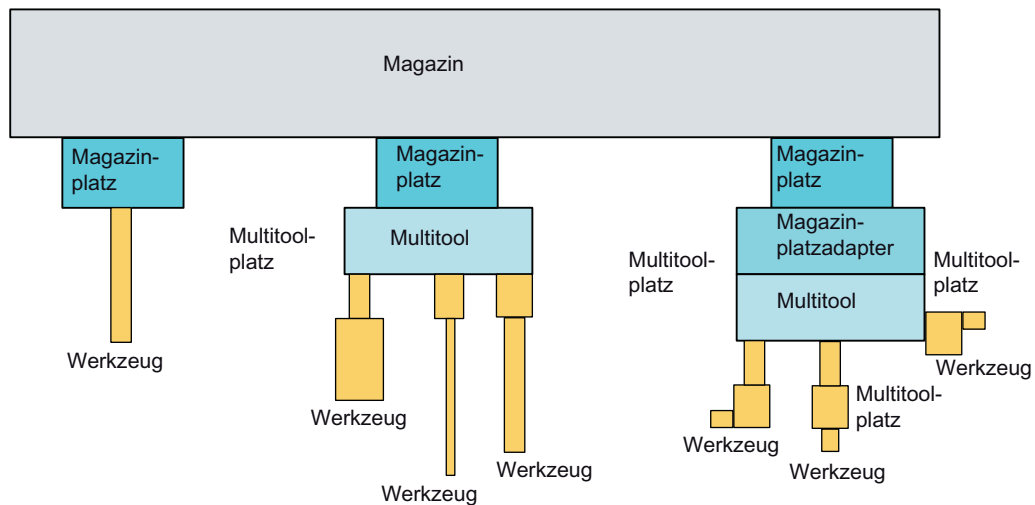 Magazin
Magazin-
platz
Magazin-
platz
Magazin-
platz
Multitool-
platz
Multitool
Magazin-
platzadapter
Multitool-
platz
Multitool-
platz
Multitool
Werkzeug
Werkzeug
Werkzeug
Werkzeug
Werkzeug
Multitool-
platz
Werkzeug
Werkzeug